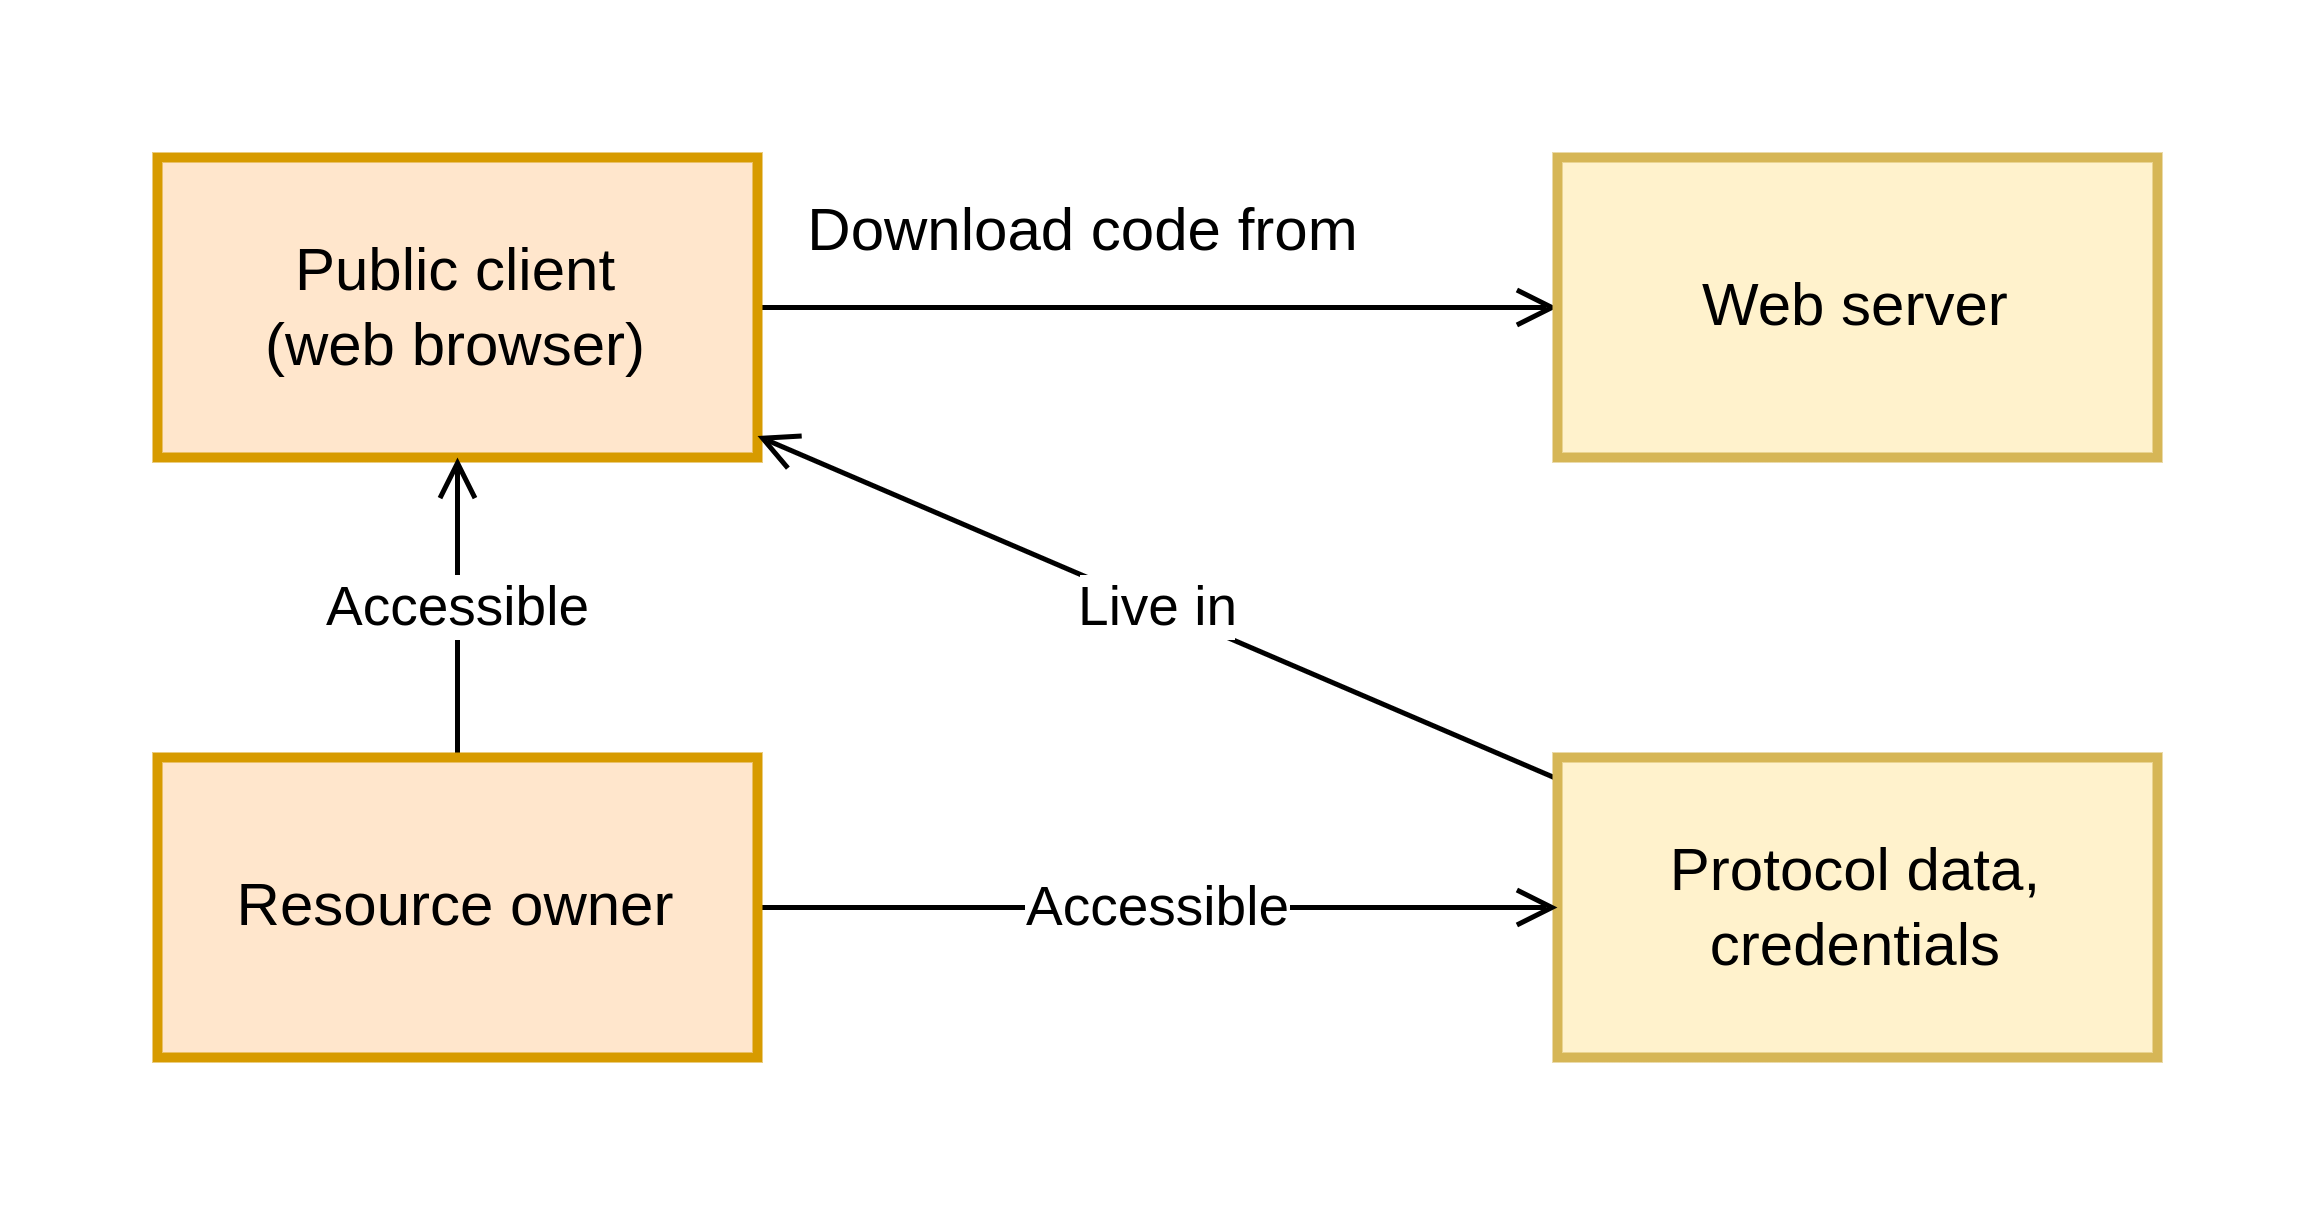 Public client
(web browser)
Download code from
Web server
Accessible
Live in
Resource owner
Accessible
Protocol data,
credentials